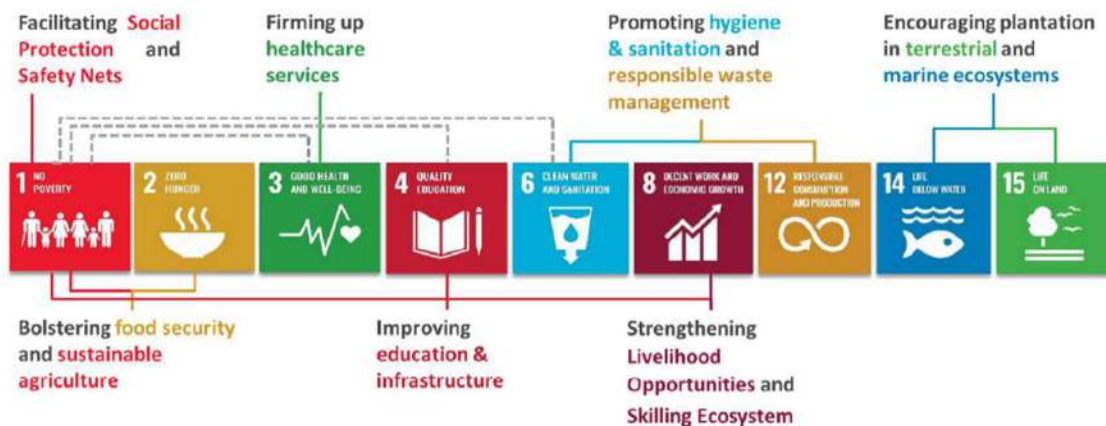 Facilitating Social
Protection and
Safety Nets
Firming up
healthcare
services
Promoting hygiene
& sanitation and
responsible waste
management
Encouraging plantation
in terrestrial and
marine ecosystems
1 NO
POVERTY
2 ZERO
HUNGER
3 GOOD HEALTH
AND WELL-BEING
4 QUALITY
EDUCATION
6 CLEAN WATER
AND SANITATION
8 DECENT WORK AND
ECONOMIC GROWTH
12 RESPONSIBLE
CONSUMPTION
AND PRODUCTION
14 LIFE
BELOW WATER
15 LIFE
ON LAND
Bolstering food security
and sustainable
agriculture
Improving
education &
infrastructure
Strengthening
Livelihood
Opportunities and
Skilling Ecosystem